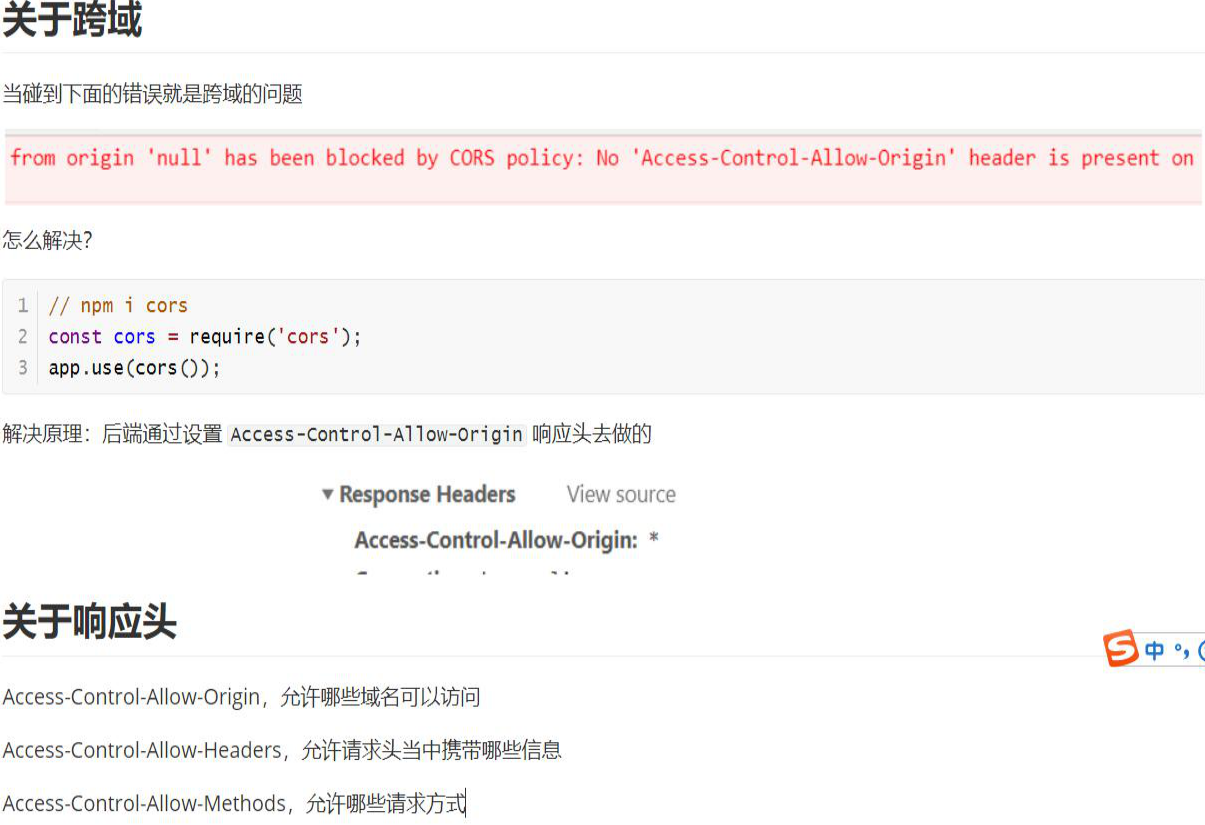 关于跨域
当碰到下面的错误就是跨域的问题
from origin 'null' has been blocked by CORS policy: No 'Access-Control-Allow-Origin' header is present on
怎么解决?
1 // npm i cors
2 const cors = require('cors');
3 app.use(cors());
解决原理：后端通过设置 Access-Control-Allow-Origin 响应头去做的
▼ Response Headers View source
Access-Control-Allow-Origin: *
关于响应头
中 °,
Access-Control-Allow-Origin，允许哪些域名可以访问
Access-Control-Allow-Headers，允许请求头当中携带哪些信息
Access-Control-Allow-Methods，允许哪些请求方式